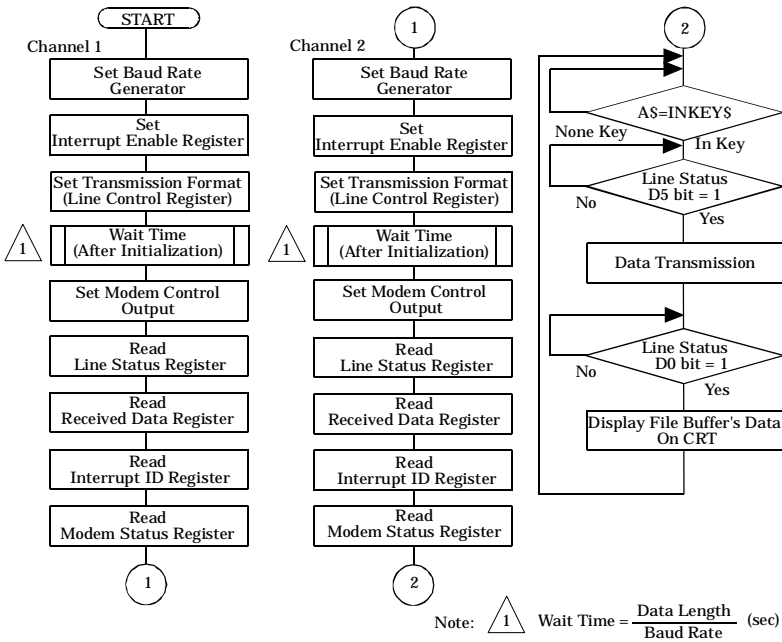 START
Channel 1
Set Baud Rate
Generator
Set
Interrupt Enable Register
Set Transmission Format
(Line Control Register)
1
Wait Time
(After Initialization)
Set Modem Control
Output
Read
Line Status Register
Read
Received Data Register
Read
Interrupt ID Register
Read
Modem Status Register
1
1
Channel 2
Set Baud Rate
Generator
Set
Interrupt Enable Register
Set Transmission Format
(Line Control Register)
1
Wait Time
(After Initialization)
Set Modem Control
Output
Read
Line Status Register
Read
Received Data Register
Read
Interrupt ID Register
Read
Modem Status Register
2
2
A$=INKEY$
None Key
In Key
Line Status
D5 bit = 1
No
Yes
Data Transmission
Line Status
D0 bit = 1
No
Yes
Display File Buffer's Data
On CRT
Note: 1 Wait Time = Data Length (sec)
Baud Rate